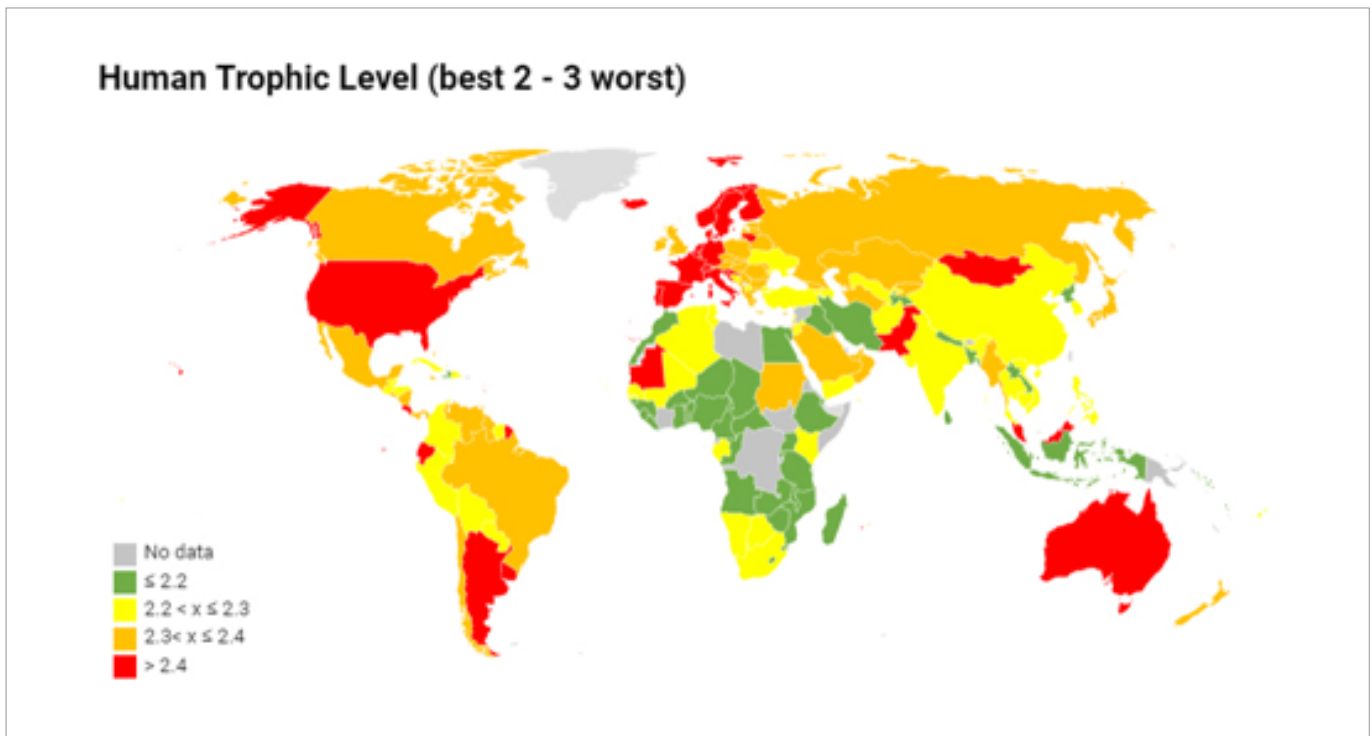 Human Trophic Level (best 2 - 3 worst)
No data
≤ 2.2
2.2 < x ≤ 2.3
2.3< x ≤ 2.4
> 2.4